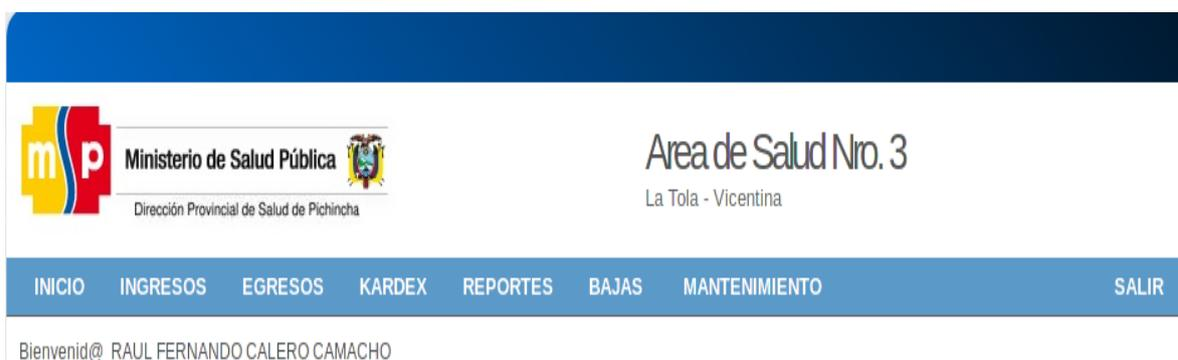 msp
Ministerio de Salud Pública
Dirección Provincial de Salud de Pichincha
Area de Salud Nro. 3
La Tola - Vicentina
INICIO INGRESOS EGRESOS KARDEX REPORTES BAJAS MANTENIMIENTO SALIR
Bienvenid@ RAUL FERNANDO CALERO CAMACHO